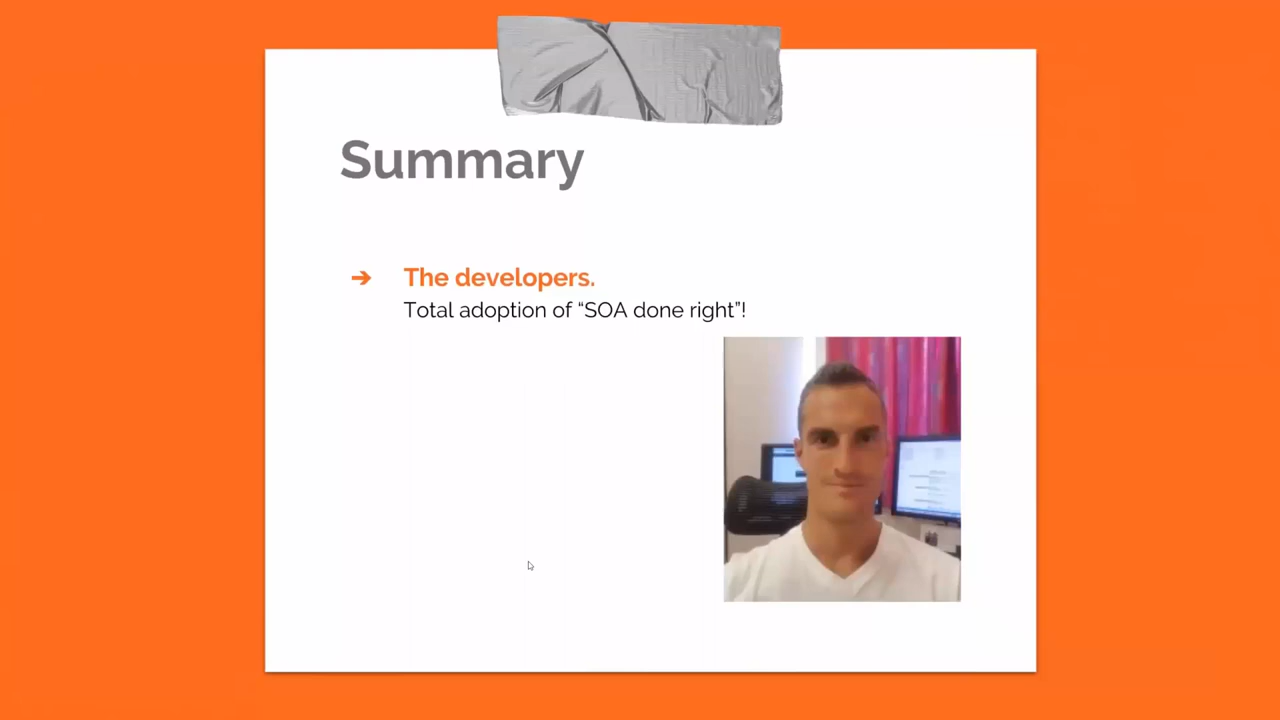 Summary
➔ The developers.
Total adoption of “SOA done right”!